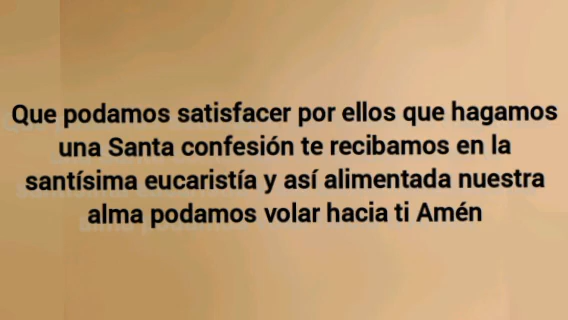 Que podamos satisfacer por ellos que hagamos
una Santa confesión te recibamos en la
santísima eucaristía y así alimentada nuestra
alma podamos volar hacia ti Amén